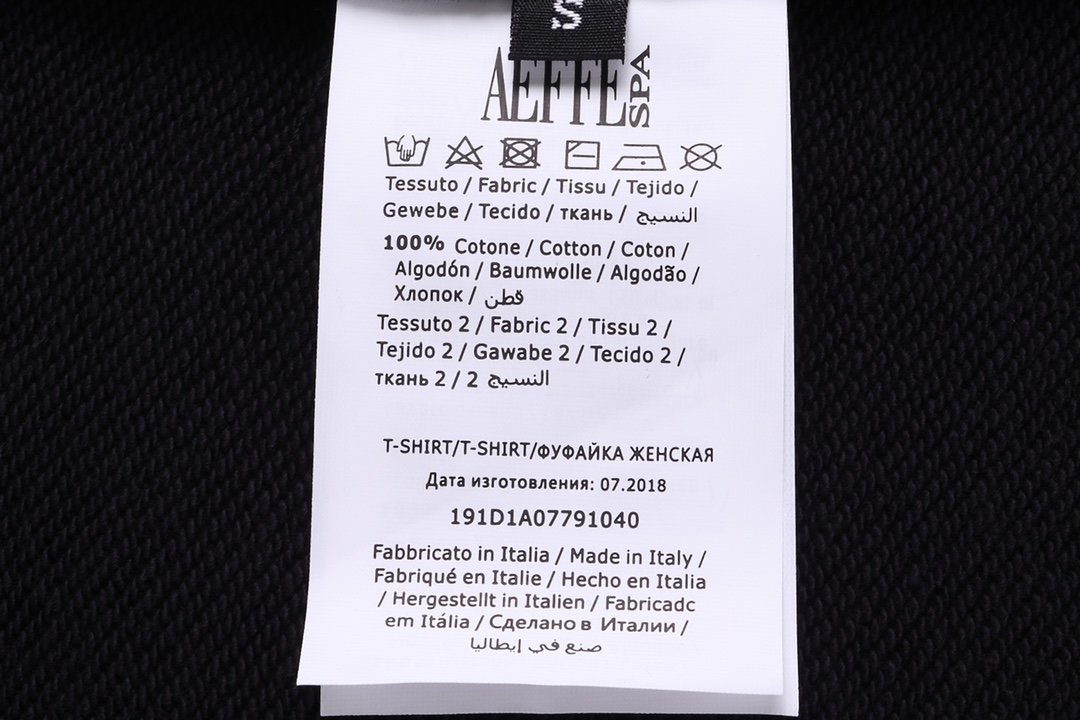 AEFFE SPA
Tessuto / Fabric / Tissu / Tejido /
Gewebe / Tecido / ткань / النسيج
100% Cotone / Cotton / Coton /
Algodón / Baumwolle / Algodão /
Хлопок / قطن
Tessuto 2 / Fabric 2 / Tissu 2 /
Tejido 2 / Gawabe 2 / Tecido 2 /
ткань 2 / 2 النسيج
T-SHIRT/T-SHIRT/ФУФАЙКА ЖЕНСКАЯ
Дата изготовления: 07.2018
191D1A07791040
Fabbricato in Italia / Made in Italy /
Fabriqué en Italie / Hecho en Italia
/ Hergestellt in Italien / Fabricadc
em Itália / Сделано в Италии /
صنع في إيطاليا